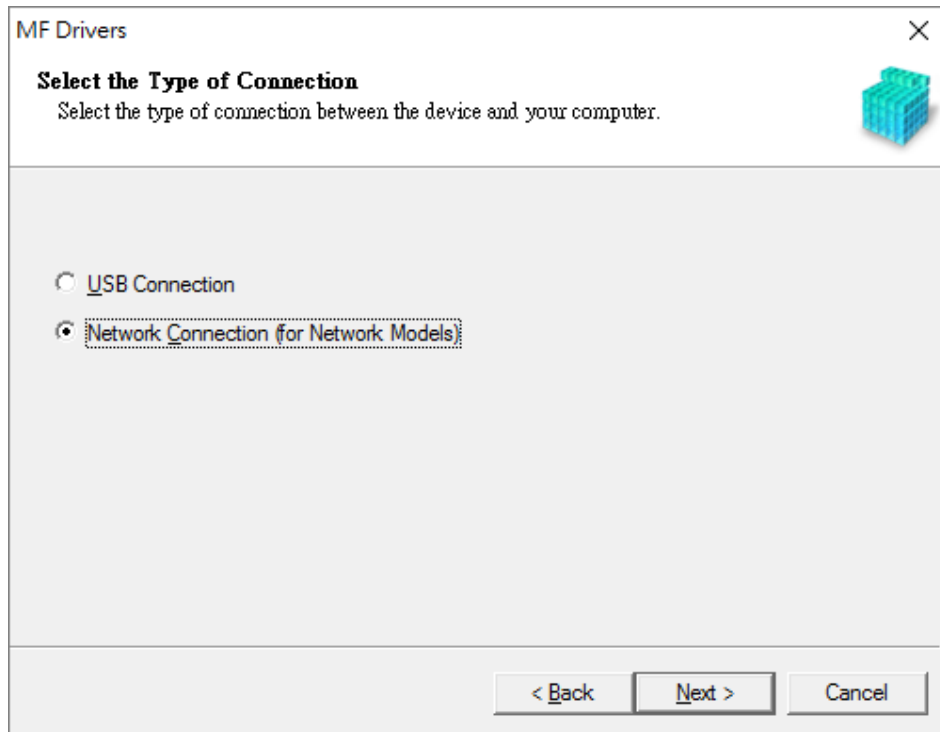 MF Drivers
Select the Type of Connection
Select the type of connection between the device and your computer.
USB Connection
Network Connection (for Network Models)
< Back
Next >
Cancel